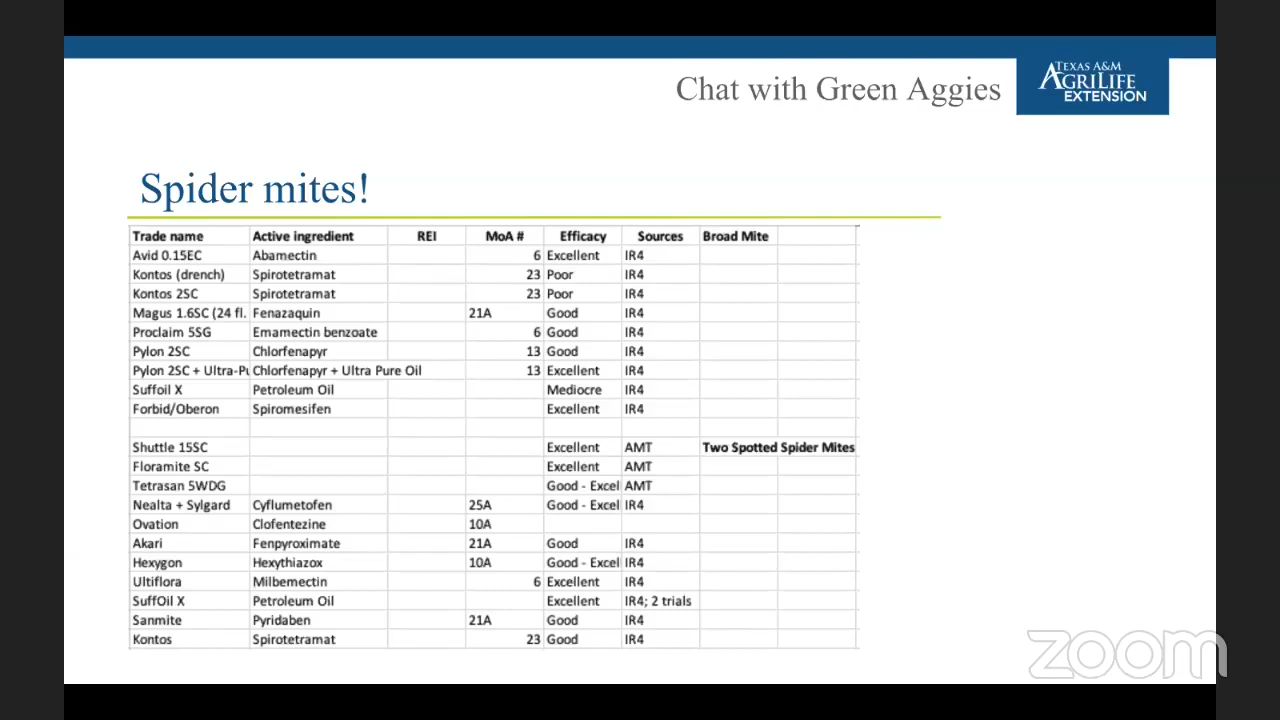 Chat with Green Aggies
TEXAS A&M
AGRILIFE
EXTENSION
Spider mites!
Trade name Active ingredient REI MoA # Efficacy Sources Broad Mite
Avid 0.15EC Abamectin 6 Excellent IR4
Kontos (drench) Spirotetramat 23 Poor IR4
Kontos 2SC Spirotetramat 23 Poor IR4
Magus 1.6SC (24 fl. Fenazaquin 21A Good IR4
Proclaim 5SG Emamectin benzoate 6 Good IR4
Pylon 2SC Chlorfenapyr 13 Good IR4
Pylon 2SC + Ultra-Pu Chlorfenapyr + Ultra Pure Oil 13 Excellent IR4
Suffoil X Petroleum Oil Mediocre IR4
Forbid/Oberon Spiromesifen Excellent IR4
Shuttle 15SC Excellent AMT Two Spotted Spider Mites
Floramite SC Excellent AMT
Tetrasan 5WDG Good - Excel AMT
Nealta + Sylgard Cyflumetofen 25A Good - Excel IR4
Ovation Clofentezine 10A
Akari Fenpyroximate 21A Good IR4
Hexygon Hexythiazox 10A Good - Excel IR4
Ultiflora Milbemectin 6 Excellent IR4
SuffOil X Petroleum Oil Excellent IR4; 2 trials
Sanmite Pyridaben 21A Good IR4
Kontos Spirotetramat 23 Good IR4
zoom